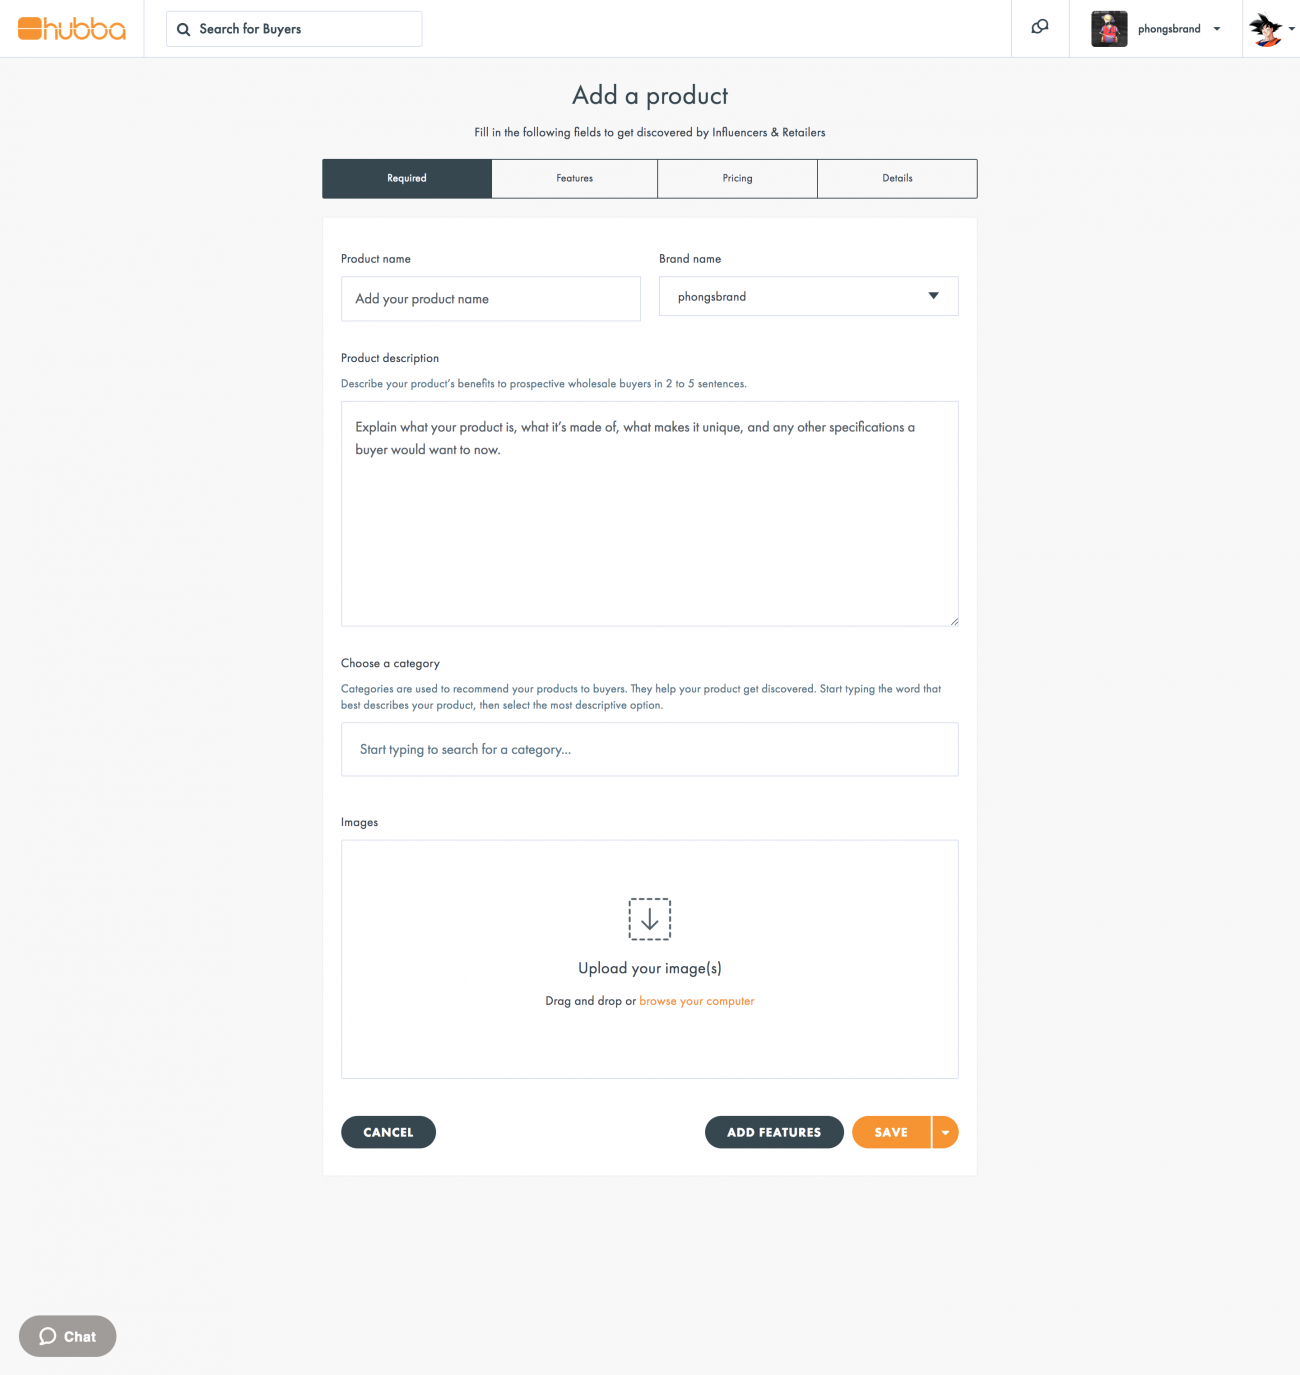 hubba
Search for Buyers
phongsbrand
Add a product
Fill in the following fields to get discovered by Influencers & Retailers
Required
Features
Pricing
Details
Product name
Brand name
Add your product name
phongsbrand
Product description
Describe your product's benefits to prospective wholesale buyers in 2 to 5 sentences.
Explain what your product is, what it's made of, what makes it unique, and any other specifications a
buyer would want to now.
Choose a category
Categories are used to recommend your products to buyers. They help your product get discovered. Start typing the word that
best describes your product, then select the most descriptive option.
Start typing to search for a category...
Images
Upload your image(s)
Drag and drop or browse your computer
CANCEL
ADD FEATURES
SAVE
Chat